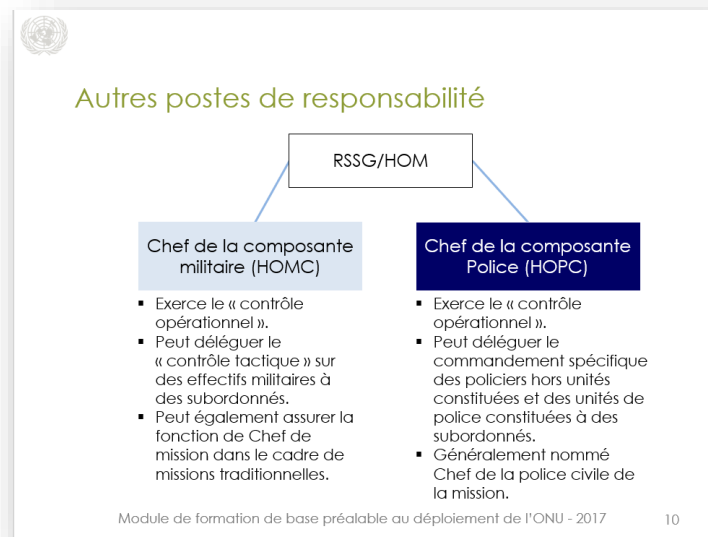 Autres postes de responsabilité
RSSG/HOM
Chef de la composante
militaire (HOMC)
▪ Exerce le « contrôle
opérationnel ».
▪ Peut déléguer le
« contrôle tactique » sur
des effectifs militaires à
des subordonnés.
▪ Peut également assurer la
fonction de Chef de
mission dans le cadre de
missions traditionnelles.
Chef de la composante
Police (HOPC)
▪ Exerce le « contrôle
opérationnel ».
▪ Peut déléguer le
commandement spécifique
des policiers hors unités
constituées et des unités de
police constituées à des
subordonnés.
▪ Généralement nommé
Chef de la police civile de
la mission.
Module de formation de base préalable au déploiement de l'ONU - 2017
10